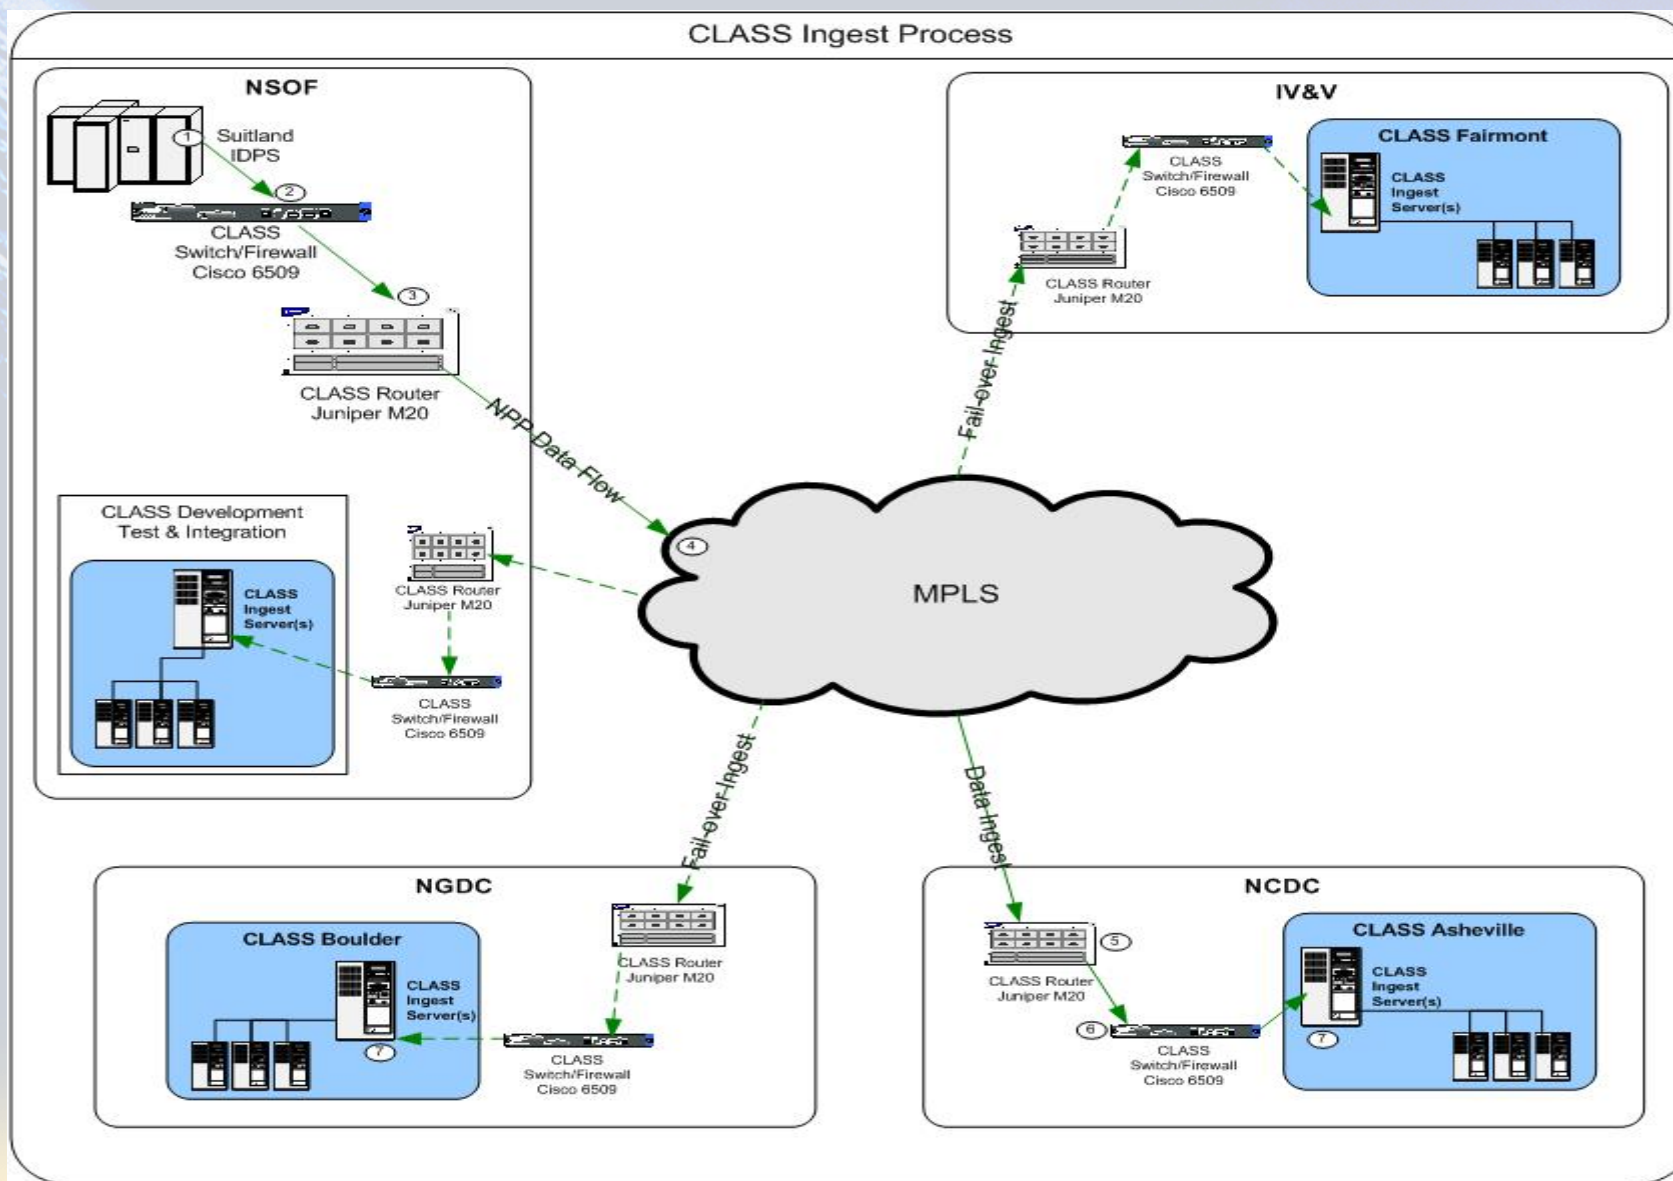 CLASS Ingest Process
NSOF
1
Suitland
IDPS
2
CLASS
Switch/Firewall
Cisco 6509
3
CLASS Router
Juniper M20
NPP Data Flow
CLASS Development
Test & Integration
CLASS
Ingest
Server(s)
CLASS Router
Juniper M20
CLASS
Switch/Firewall
Cisco 6509
IV&V
CLASS
Switch/Firewall
Cisco 6509
CLASS Fairmont
CLASS
Ingest
Server(s)
CLASS Router
Juniper M20
Fail-over Ingest
4
MPLS
Fail-over Ingest
Data Ingest
NGDC
CLASS Boulder
CLASS
Ingest
Server(s)
7
CLASS Router
Juniper M20
CLASS
Switch/Firewall
Cisco 6509
NCDC
5
CLASS Router
Juniper M20
6
CLASS
Switch/Firewall
Cisco 6509
CLASS Asheville
CLASS
Ingest
Server(s)
7